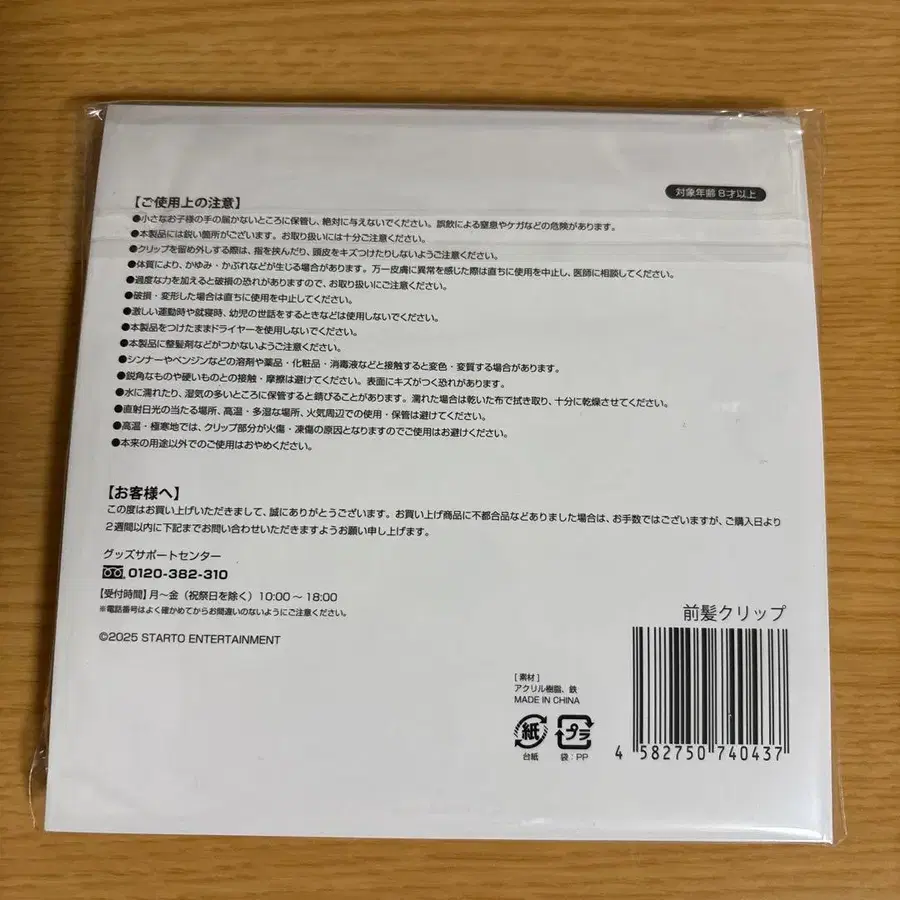 対象年齢 8才以上
【ご使用上の注意】
●小さなお子様の手の届かないところに保管し、絶対に与えないでください。誤飲による窒息やケガなどの危険があります。
●本製品には鋭い箇所がございます。お取り扱いには十分ご注意ください。
●クリップを留め外しする際は、指を挟んだり、頭皮をキズつけたりしないようご注意ください。
●体質により、かゆみ・かぶれなどが生じる場合があります。万一皮膚に異常を感じた際は直ちに使用を中止し、医師に相談してください。
●過度な力を加えると破損の恐れがありますので、お取り扱いにご注意ください。
●破損・変形した場合は直ちに使用を中止してください。
●激しい運動時や就寝時、幼児の世話をするときなどは使用しないでください。
●本製品をつけたままドライヤーを使用しないでください。
●本製品に整髪剤などがつかないようご注意ください。
●シンナーやベンジンなどの溶剤や薬品・化粧品・消毒液などと接触すると変色・変質する場合があります。
●鋭角なものや硬いものとの接触・摩擦は避けてください。表面にキズがつく恐れがあります。
●水に濡れたり、湿気の多いところに保管すると錆びることがあります。濡れた場合は乾いた布で拭き取り、十分に乾燥させてください。
●直射日光の当たる場所、高温・多湿な場所、火気周辺での使用・保管は避けてください。
●高温・極寒地では、クリップ部分が火傷・凍傷の原因となりますのでご使用はお避けください。
●本来の用途以外でのご使用はおやめください。
【お客様へ】
この度はお買い上げいただきまして、誠にありがとうございます。お買い上げ商品に不都合品などありました場合は、お手数ではございますが、ご購入日より
2週間以内に下記までお問い合わせいただきますようお願い申し上げます。
グッズサポートセンター
0120-382-310
【受付時間】月～金（祝祭日を除く）10:00～18:00
※電話番号はよく確かめてからお間違いのないようにご注意ください。
©2025 STARTO ENTERTAINMENT
前髪クリップ
[ 素材 ]
アクリル樹脂、鉄
MADE IN CHINA
紙
プラ
台紙
袋：PP
4 582750 740437